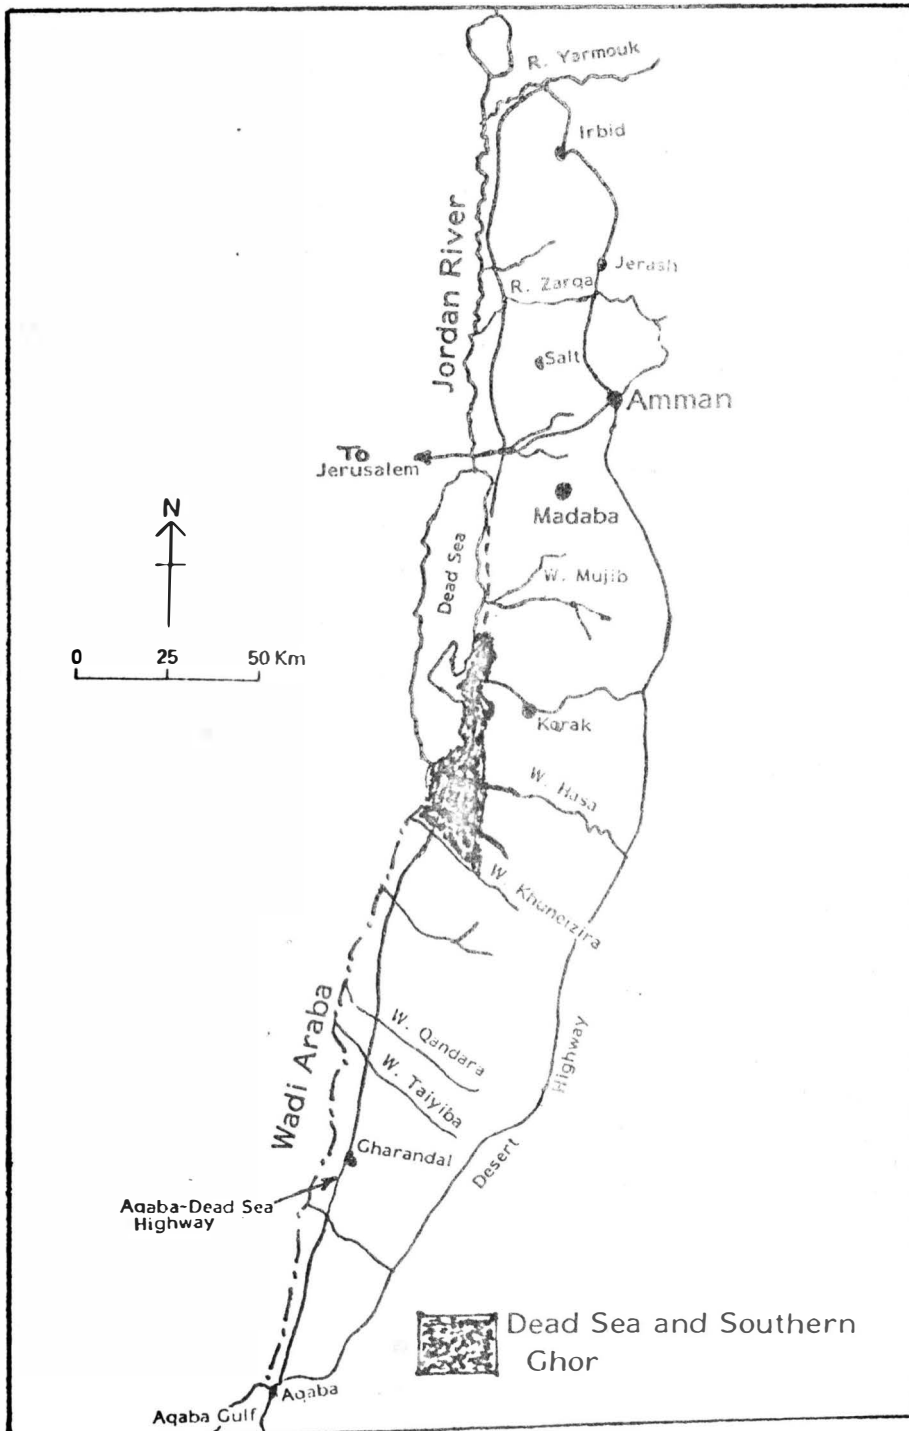 R. Yarmouk
Irbid
Jordan River
Jerash
R. Zarqa
Salt
Amman
To
Jerusalem
N
Madaba
Dead Sea
W. Mujib
0 25 50 Km
Karak
W. Hasa
W. Khuneizira
Wadi Araba
W. Qandara
Highway
W. Taiyiba
Gharandal
Desert
Aqaba-Dead Sea
Highway
Dead Sea and Southern
Ghor
Aqaba
Aqaba Gulf